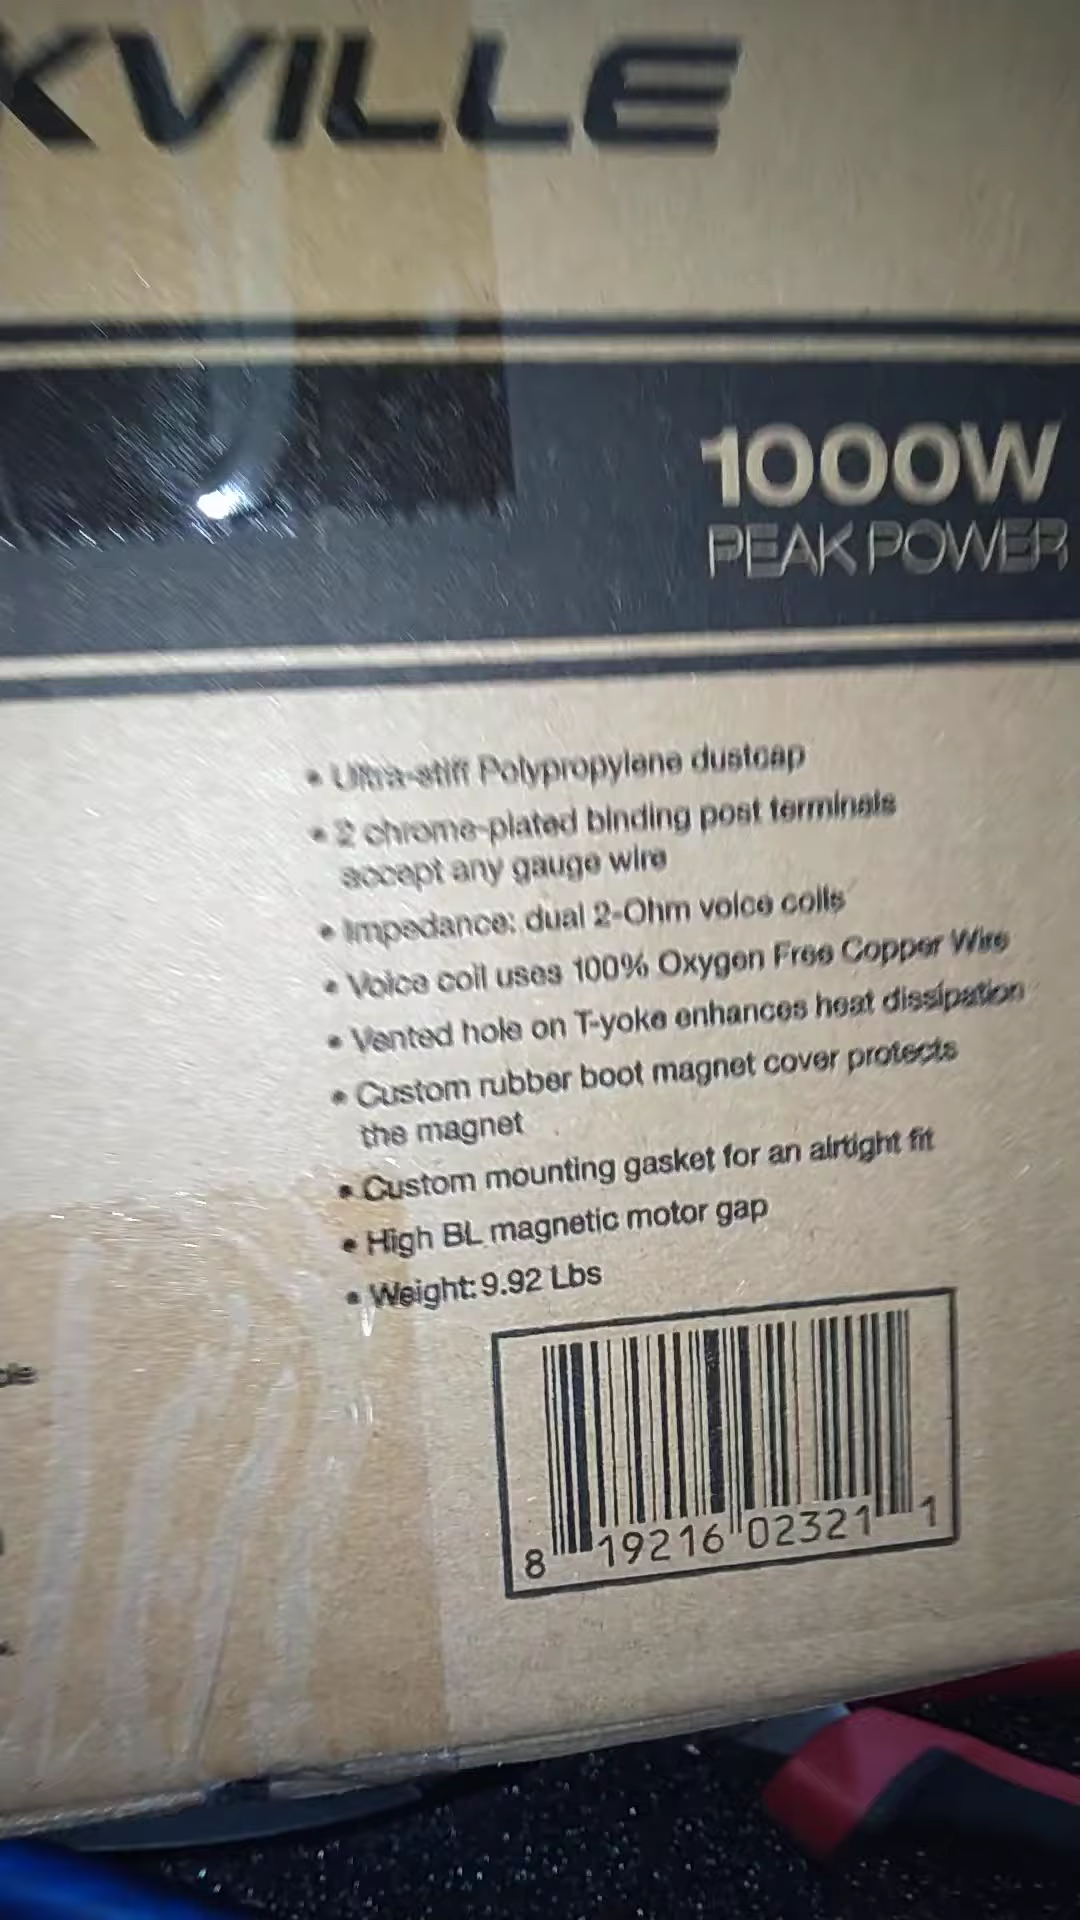 KVILLE
1000W
PEAK POWER
• Ultra-stiff Polypropylene dustcap
• 2 chrome-plated binding post terminals
accept any gauge wire
• Impedance: dual 2-Ohm voice coils
• Voice coil uses 100% Oxygen Free Copper Wire
• Vented hole on T-yoke enhances heat dissipation
• Custom rubber boot magnet cover protects
the magnet
• Custom mounting gasket for an airtight fit
• High BL magnetic motor gap
• Weight: 9.92 Lbs
8 19216 02321 1